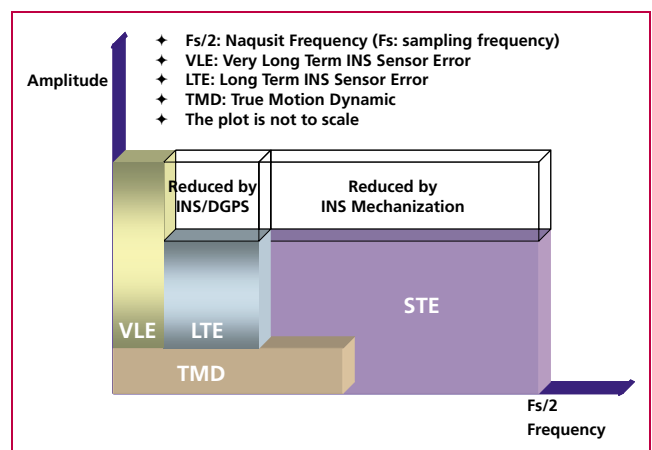 ✦ Fs/2: Naqusit Frequency (Fs: sampling frequency)
✦ VLE: Very Long Term INS Sensor Error
Amplitude
✦ LTE: Long Term INS Sensor Error
✦ TMD: True Motion Dynamic
✦ The plot is not to scale
Reduced by
INS/DGPS
Reduced by
INS Mechanization
VLE
LTE
STE
TMD
Fs/2
Frequency